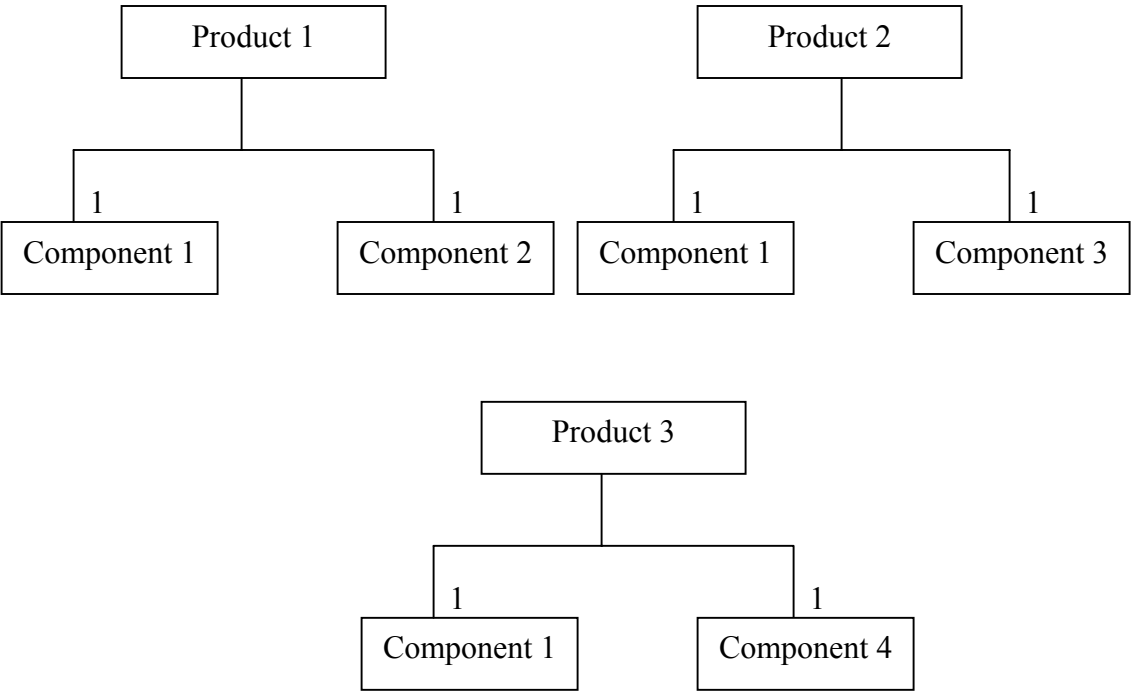 Product 1
Product 2
1
1
1
1
Component 1
Component 2
Component 1
Component 3
Product 3
1
1
Component 1
Component 4